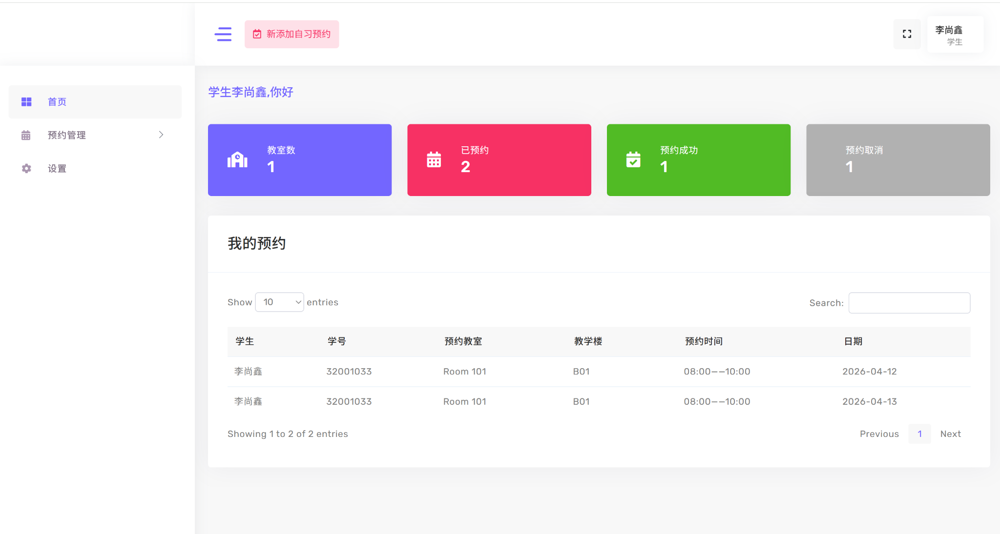 新添加自习预约
李尚鑫
学生
首页
预约管理
设置
学生李尚鑫,你好
教室数
1
已预约
2
预约成功
1
预约取消
1
我的预约
Show 10 entries
Search:
学生 学号 预约教室 教学楼 预约时间 日期
李尚鑫 32001033 Room 101 B01 08:00——10:00 2026-04-12
李尚鑫 32001033 Room 101 B01 08:00——10:00 2026-04-13
Showing 1 to 2 of 2 entries
Previous 1 Next